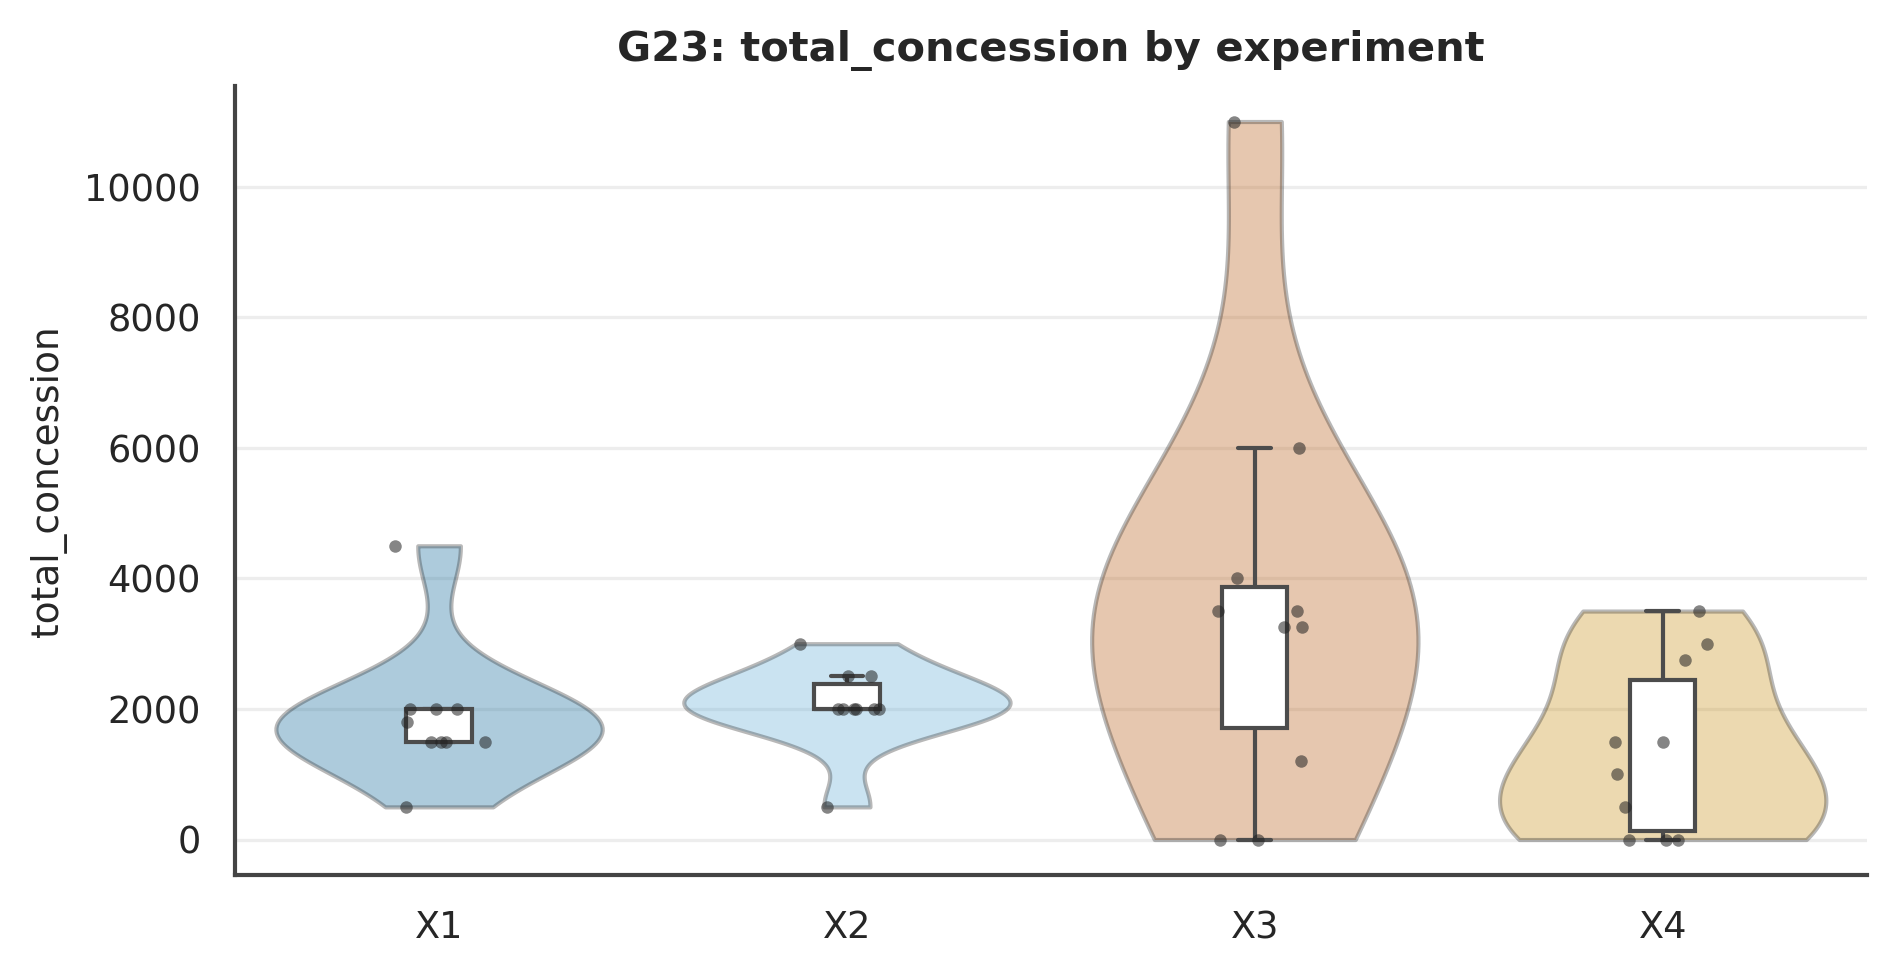 G23: total_concession by experiment
total_concession
10000
8000
6000
4000
2000
0
X1 X2 X3 X4